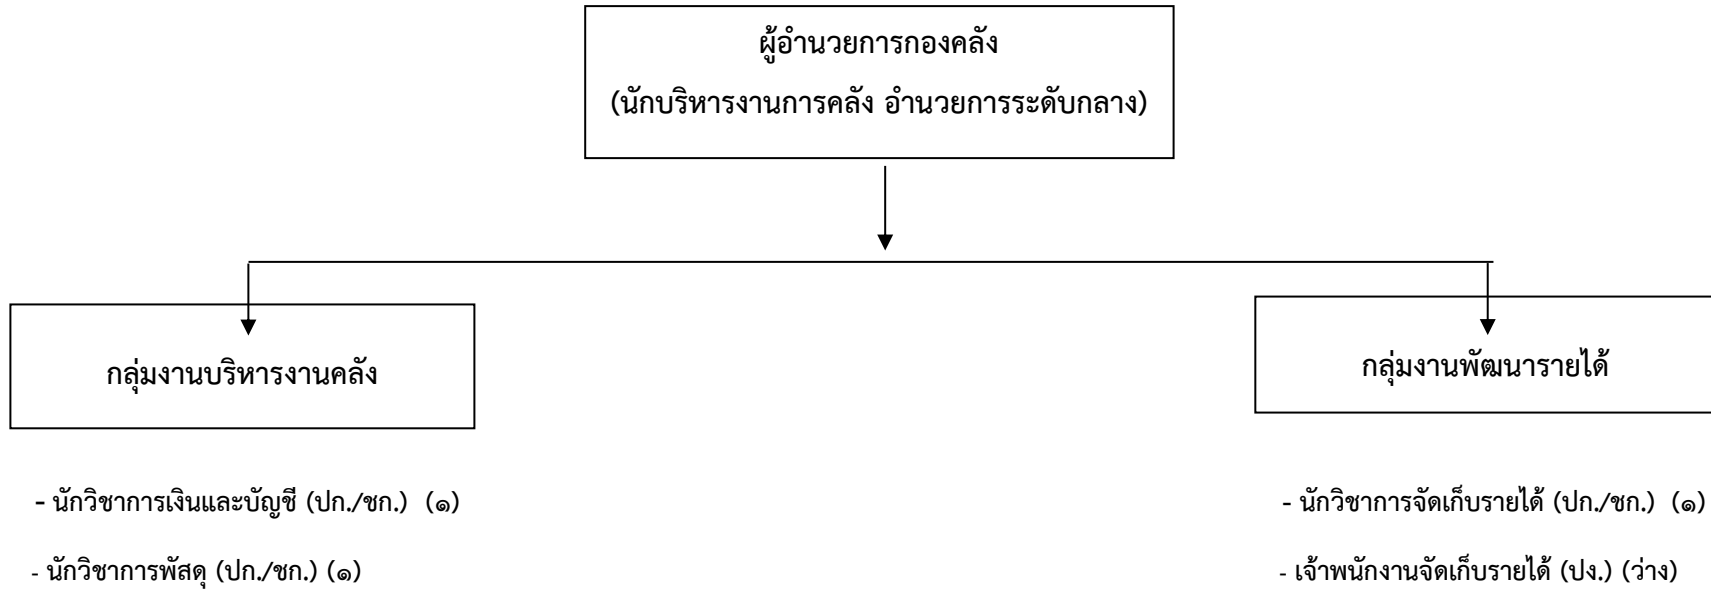 ผู้อำนวยการกองคลัง
(นักบริหารงานการคลัง อำนวยการระดับกลาง)
กลุ่มงานบริหารงานคลัง
- นักวิชาการเงินและบัญชี (ปก./ชก.) (๑)
- นักวิชาการพัสดุ (ปก./ชก.) (๑)
กลุ่มงานพัฒนารายได้
- นักวิชาการจัดเก็บรายได้ (ปก./ชก.) (๑)
- เจ้าพนักงานจัดเก็บรายได้ (ปง.) (ว่าง)